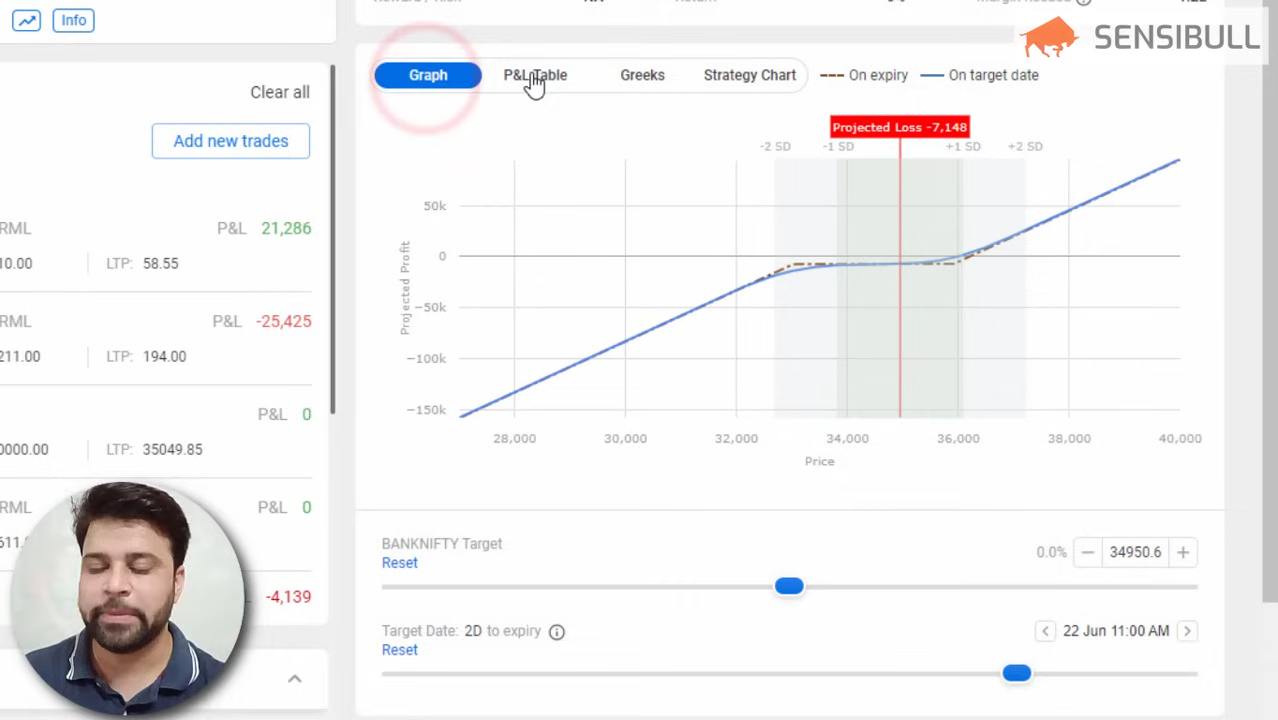 Info
SENSIBULL
Graph
P&L Table
Greeks
Strategy Chart
On expiry
On target date
Clear all
Add new trades
Projected Loss -7,148
-2 SD
-1 SD
+1 SD
+2 SD
RML
P&L 21,286
10.00
LTP: 58.55
RML
P&L -25,425
211.00
LTP: 194.00
P&L 0
0000.00
LTP: 35049.85
RML
P&L 0
611.0
-4,139
Projected Profit
50k
0
−50k
−100k
−150k
28,000
30,000
32,000
34,000
36,000
38,000
40,000
Price
BANKNIFTY Target
Reset
0.0%
34950.6
Target Date: 2D to expiry
22 Jun 11:00 AM
Reset